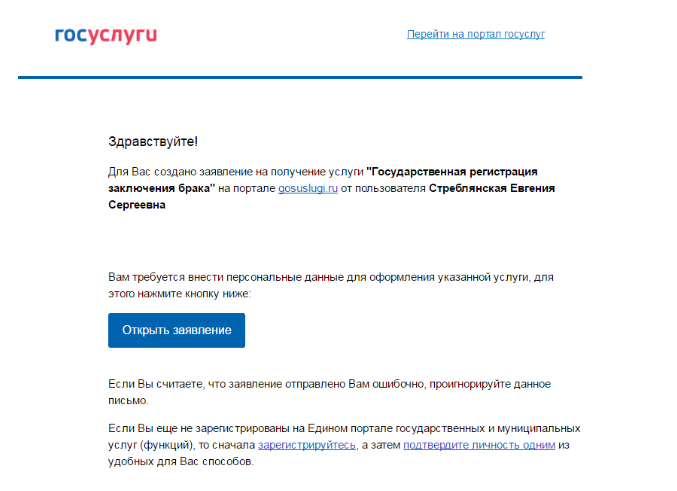 госуслуги
Перейти на портал госуслуг
Здравствуйте!
Для Вас создано заявление на получение услуги "Государственная регистрация
заключения брака" на портале gosuslugi.ru от пользователя Стреблянская Евгения
Сергеевна
Вам требуется внести персональные данные для оформления указанной услуги, для
этого нажмите кнопку ниже:
Открыть заявление
Если Вы считаете, что заявление отправлено Вам ошибочно, проигнорируйте данное
письмо.
Если Вы еще не зарегистрированы на Едином портале государственных и муниципальных
услуг (функций), то сначала зарегистрируйтесь, а затем подтвердите личность одним из
удобных для Вас способов.